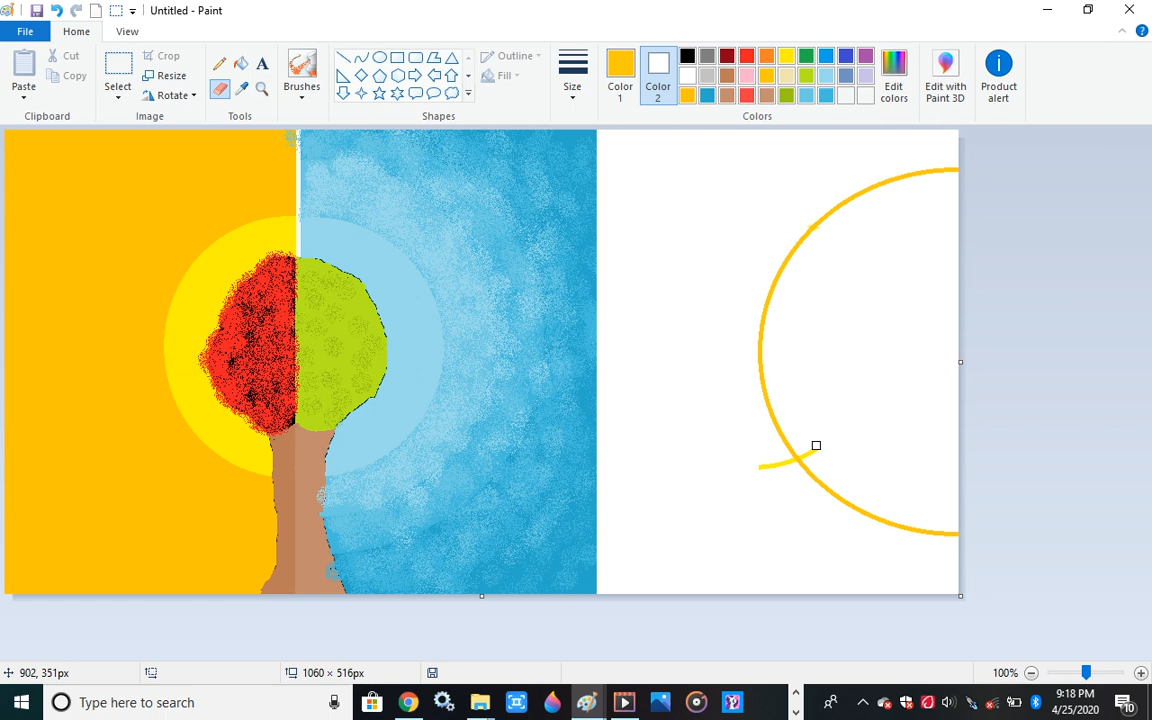 Untitled - Paint
File Home View
Paste
Cut
Copy
Clipboard
Select
Crop
Resize
Rotate
Image
A
Tools
Brushes
Outline
Fill
Shapes
Size
Color 1
Color 2
Edit colors
Colors
Edit with Paint 3D
Product alert
902, 351px
1060 × 516px
100%
Type here to search
9:18 PM
4/25/2020
10